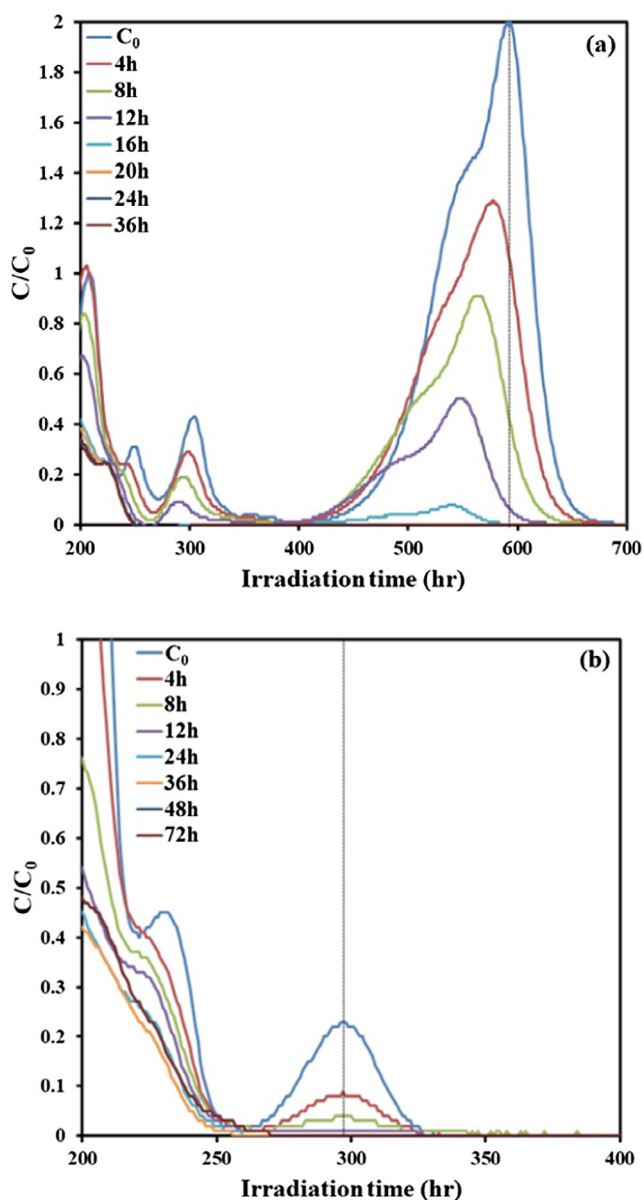 (a)
C₀
4h
8h
12h
16h
20h
24h
36h
C/C₀
2
1.8
1.6
1.4
1.2
1
0.8
0.6
0.4
0.2
0
200 300 400 500 600 700
Irradiation time (hr)
(b)
C₀
4h
8h
12h
24h
36h
48h
72h
C/C₀
1
0.9
0.8
0.7
0.6
0.5
0.4
0.3
0.2
0.1
0
200 250 300 350 400
Irradiation time (hr)